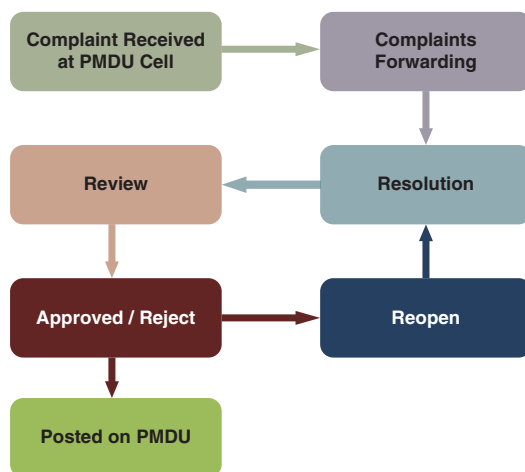 Complaint Received
at PMDU Cell
Complaints
Forwarding
Review
Resolution
Approved / Reject
Reopen
Posted on PMDU